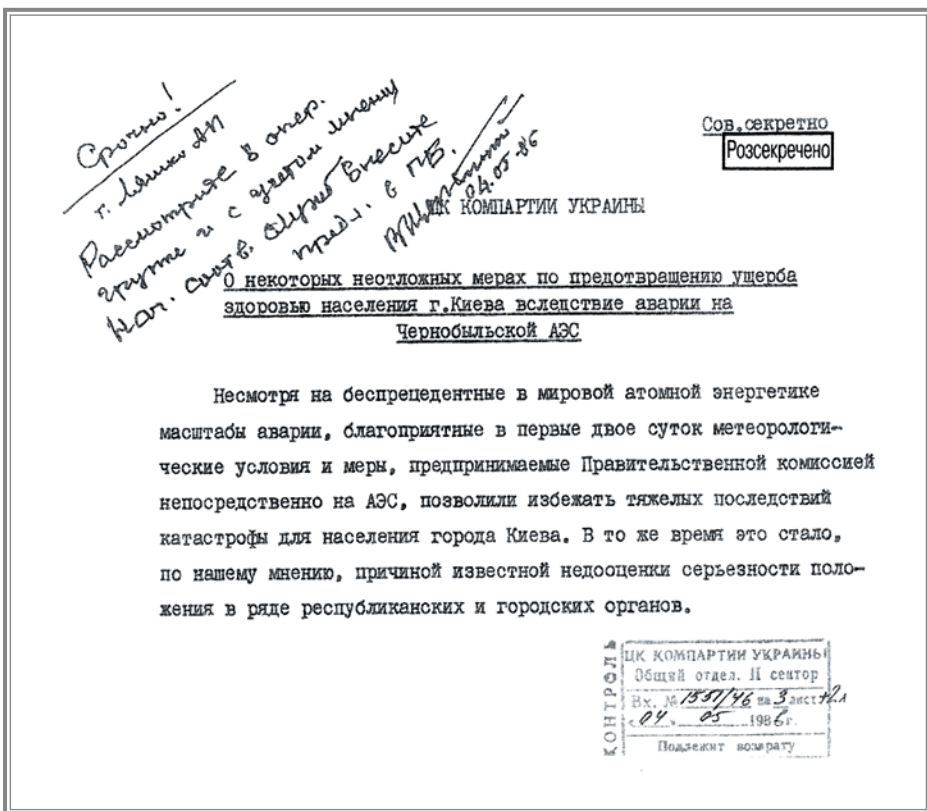 Срочно!
т. Ляшко АП
Рассмотрите в опер.
группе и с учетом мнения
нач. соотв. служб внесите
предл. в ПБ.
04.05.86
Сов.секретно
Розсекречено
ЦК КОМПАРТИИ УКРАИНЫ
О некоторых неотложных мерах по предотвращению ущерба
здоровью населения г.Киева вследствие аварии на
Чернобыльской АЭС
Несмотря на беспрецедентные в мировой атомной энергетике
масштабы аварии, благоприятные в первые двое суток метеорологи-
ческие условия и меры, предпринимаемые Правительственной комиссией
непосредственно на АЭС, позволили избежать тяжелых последствий
катастрофы для населения города Киева. В то же время это стало,
по нашему мнению, причиной известной недооценки серьезности поло-
жения в ряде республиканских и городских органов.
КОНТРОЛЬ
ЦК КОМПАРТИИ УКРАИНЫ
Общий отдел. II сектор
Вх. № 1551/46 на 3 лист +2л
«04» 05 1986г.
Подлежит возврату